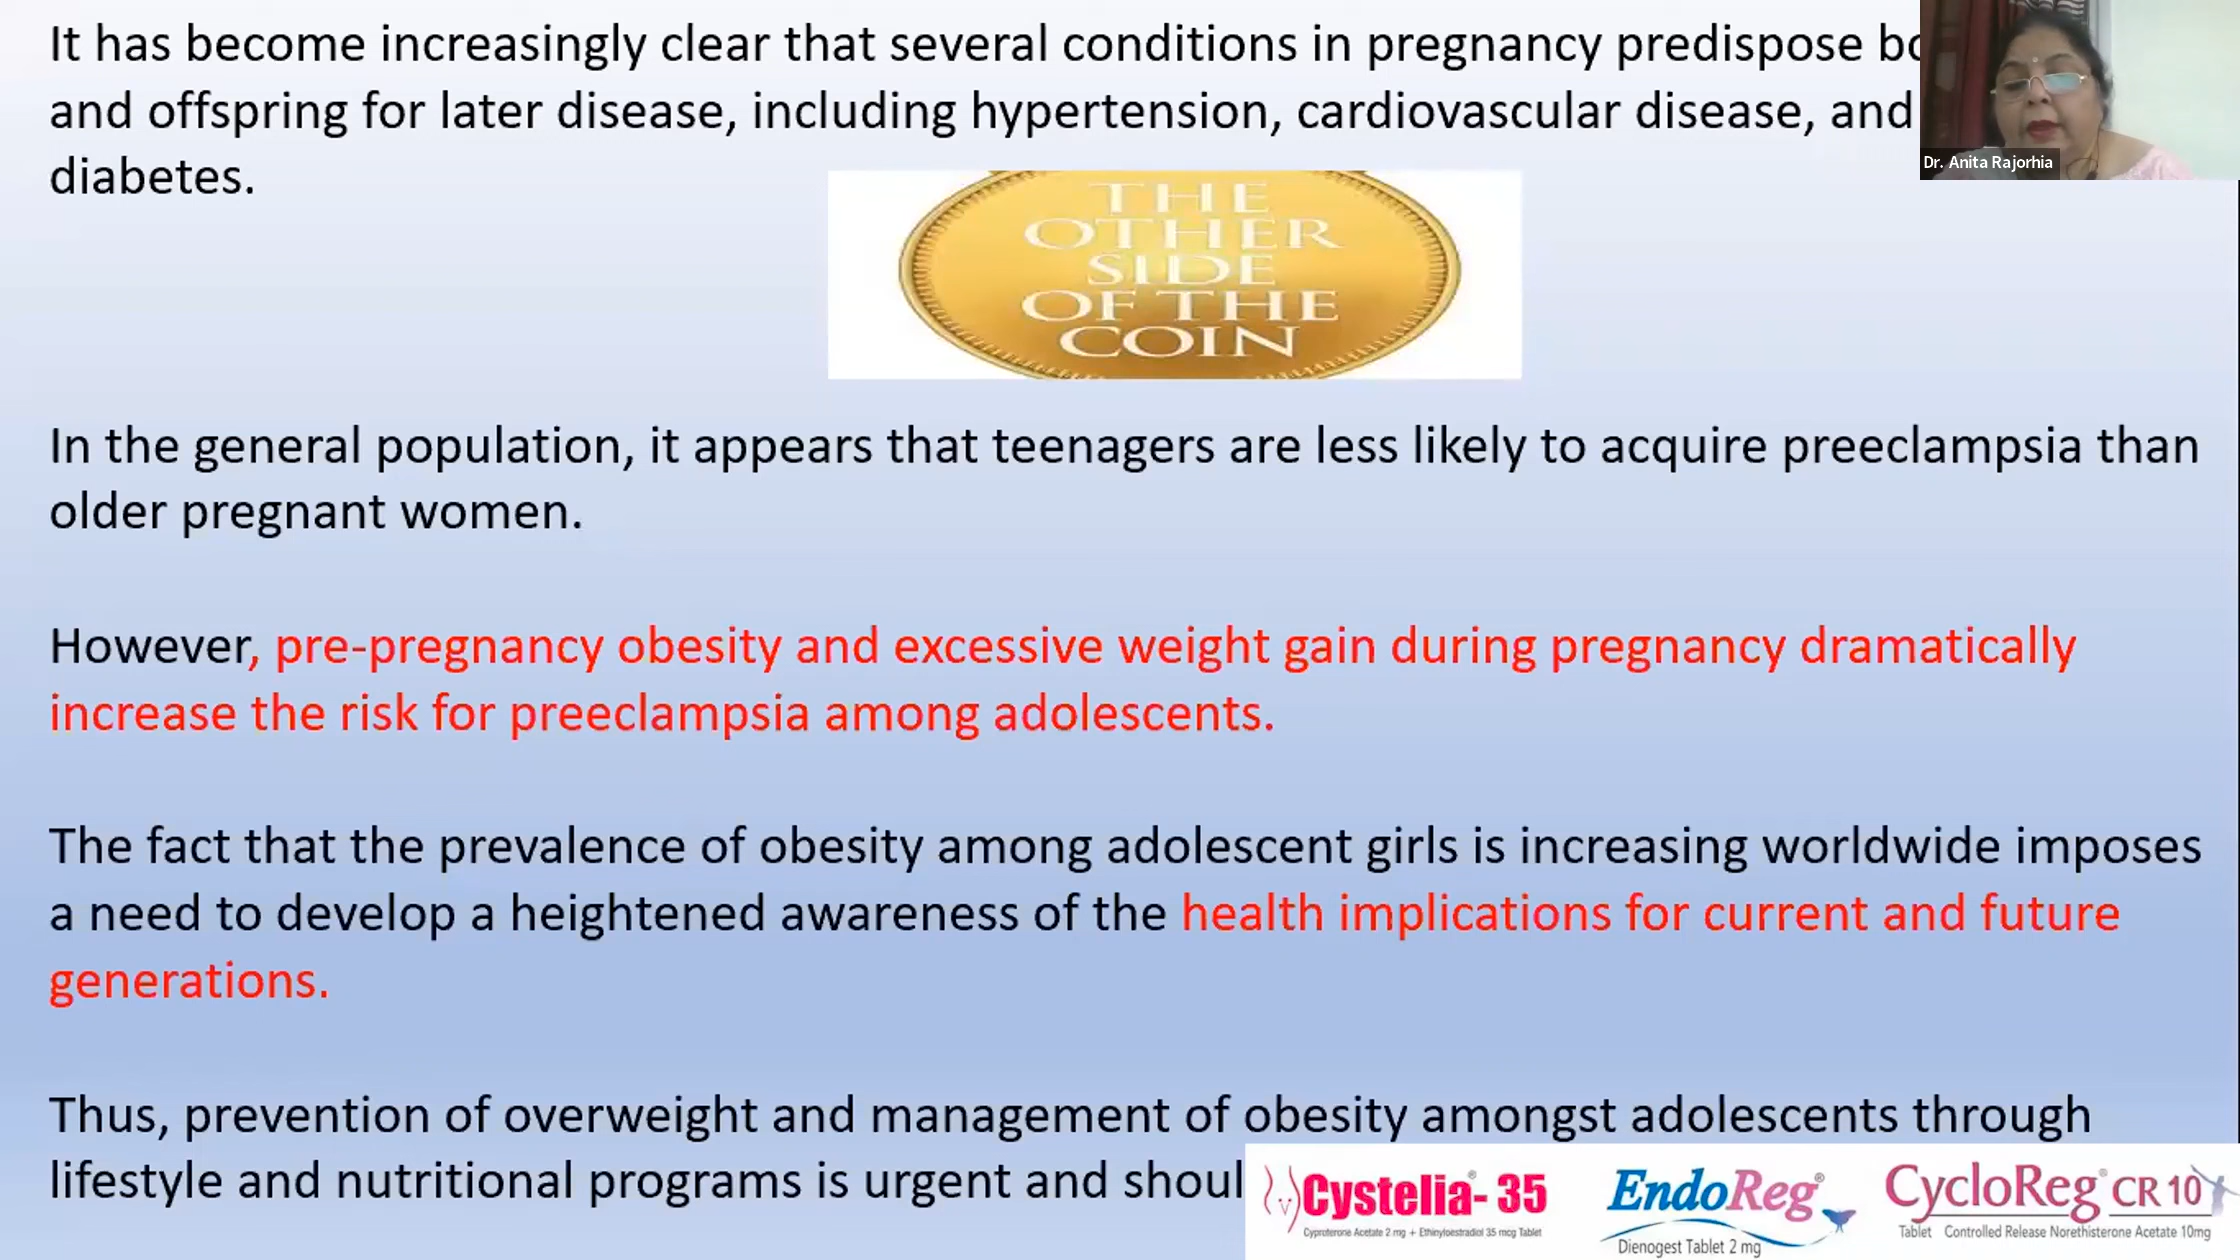 It has become increasingly clear that several conditions in pregnancy predispose
and offspring for later disease, including hypertension, cardiovascular disease, and
diabetes.
Dr. Anita Rajorhia
THE
OTHER
SIDE
OF THE
COIN
In the general population, it appears that teenagers are less likely to acquire preeclampsia than
older pregnant women.
However, pre-pregnancy obesity and excessive weight gain during pregnancy dramatically
increase the risk for preeclampsia among adolescents.
The fact that the prevalence of obesity among adolescent girls is increasing worldwide imposes
a need to develop a heightened awareness of the health implications for current and future
generations.
Thus, prevention of overweight and management of obesity amongst adolescents through
lifestyle and nutritional programs is urgent and shoul
Cystelia®- 35
Cyproterone Acetate 2 mg + Ethinyloestradiol 35 mcg Tablet
EndoReg®
Dienogest Tablet 2 mg
CycloReg® CR 10
Tablet Controlled Release Norethisterone Acetate 10mg